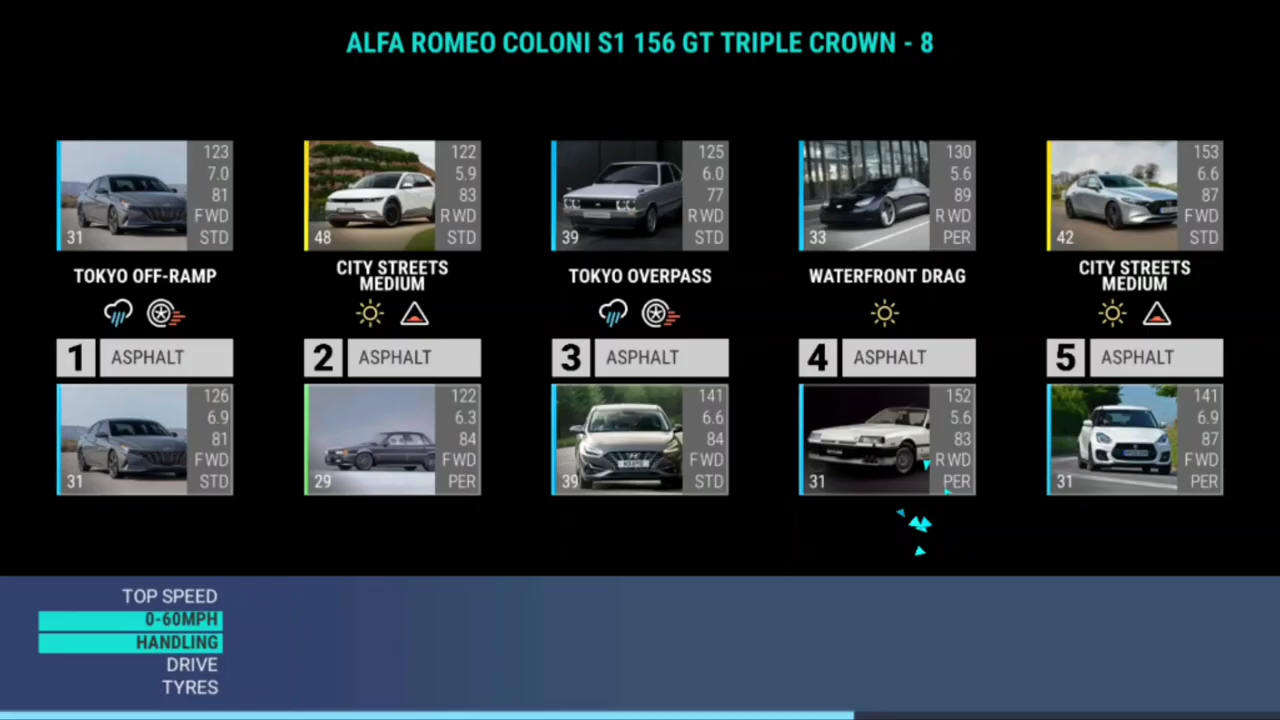 ALFA ROMEO COLONI S1 156 GT TRIPLE CROWN - 8
123
7.0
81
FWD
STD
31
122
5.9
83
RWD
STD
48
125
6.0
77
RWD
STD
39
130
5.6
89
RWD
PER
33
153
6.6
87
FWD
STD
42
TOKYO OFF-RAMP
CITY STREETS
MEDIUM
TOKYO OVERPASS
WATERFRONT DRAG
CITY STREETS
MEDIUM
1 ASPHALT
2 ASPHALT
3 ASPHALT
4 ASPHALT
5 ASPHALT
126
6.9
81
FWD
STD
31
122
6.3
84
FWD
PER
29
141
6.6
84
FWD
STD
39
152
5.6
83
RWD
PER
31
141
6.9
87
FWD
STD
31
TOP SPEED
0-60MPH
HANDLING
DRIVE
TYRES